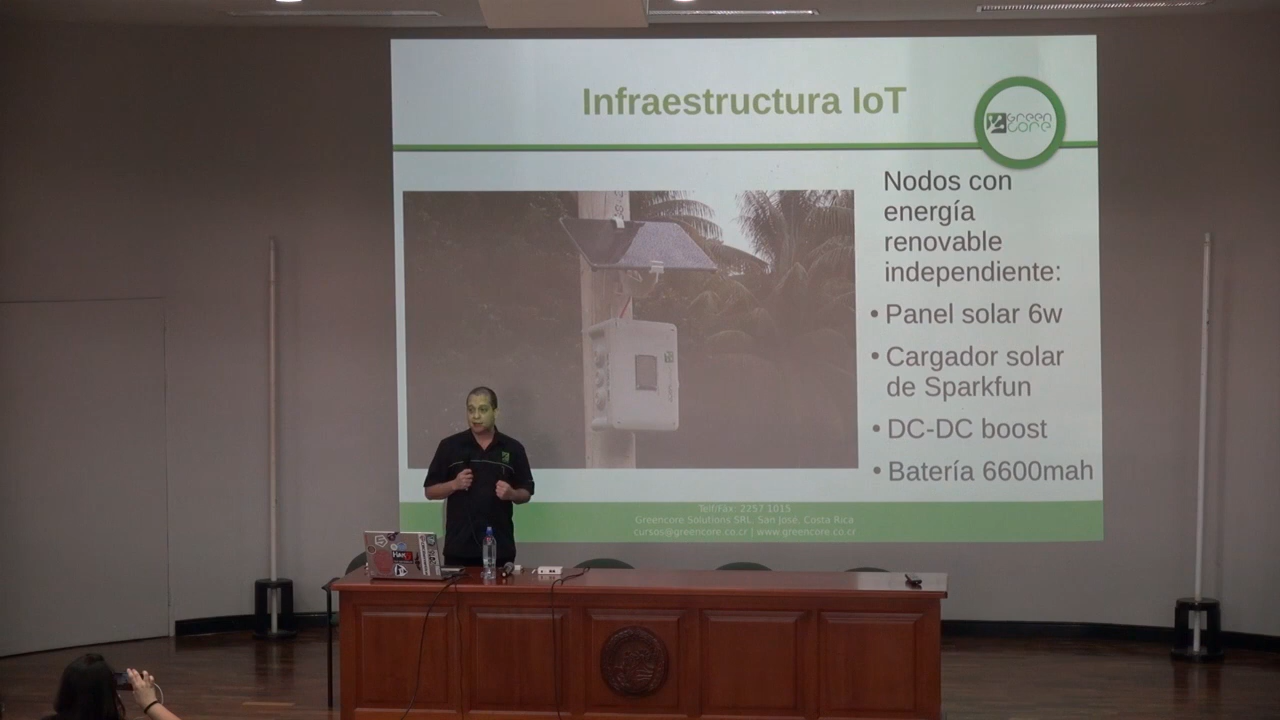 Infraestructura IoT
Green
Core
Nodos con
energía
renovable
independiente:
• Panel solar 6w
• Cargador solar
de Sparkfun
• DC-DC boost
• Batería 6600mah
Telf/Fax: 2257 1015
Greencore Solutions SRL. San José, Costa Rica
cursos@greencore.co.cr | www.greencore.co.cr